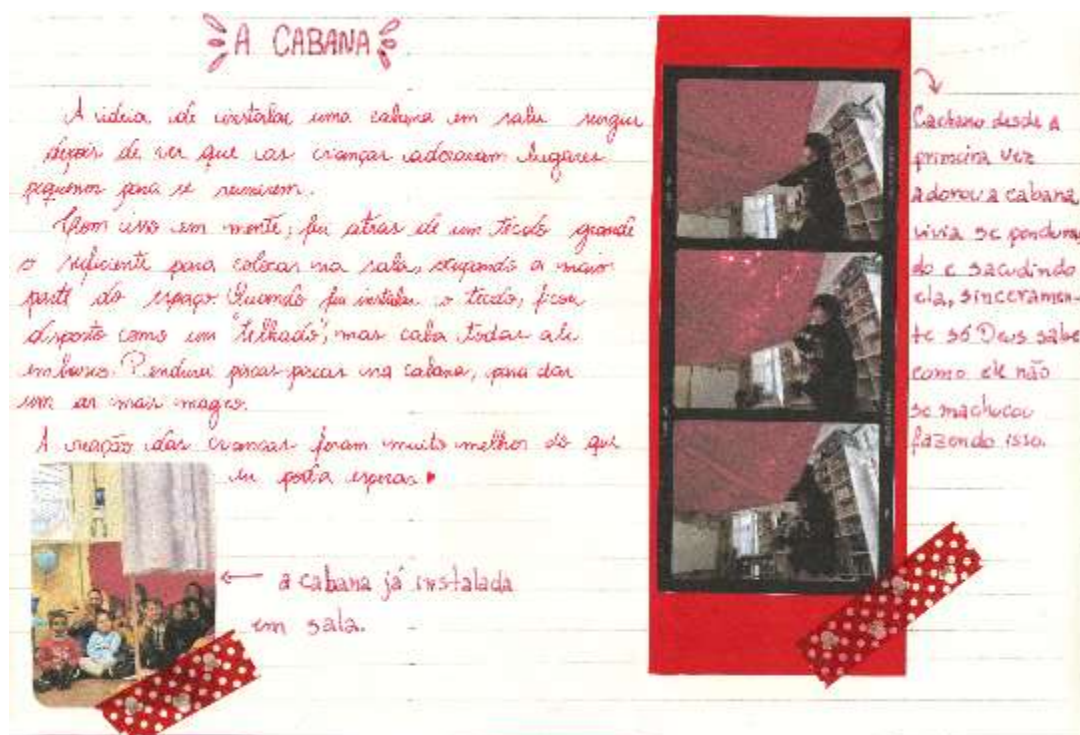 A CABANA
A ideia de instalar uma cabana em sala surgiu
depois de ver que as crianças adoravam lugares
pequenos para se reunirem.
Com isso em mente, fui atras de um tecido grande
o suficiente para colocar na sala, ocupando a maior
parte do espaço. Quando fui instalar o tecido, ficou
disposto como um "telhado", mas cabia todas ali
embaixo. Pendurei piscas piscas na cabana, para dar
um ar mais magico.
A reação das crianças foram muito melhor do que
eu podia esperar ♥
a cabana já instalada
em sala.
Caetano desde a
primeira vez
adorou a cabana,
vivia se penduran
do e sacudindo
ela, sinceramen-
te só Deus sabe
como ele não
se machucou
fazendo isso.